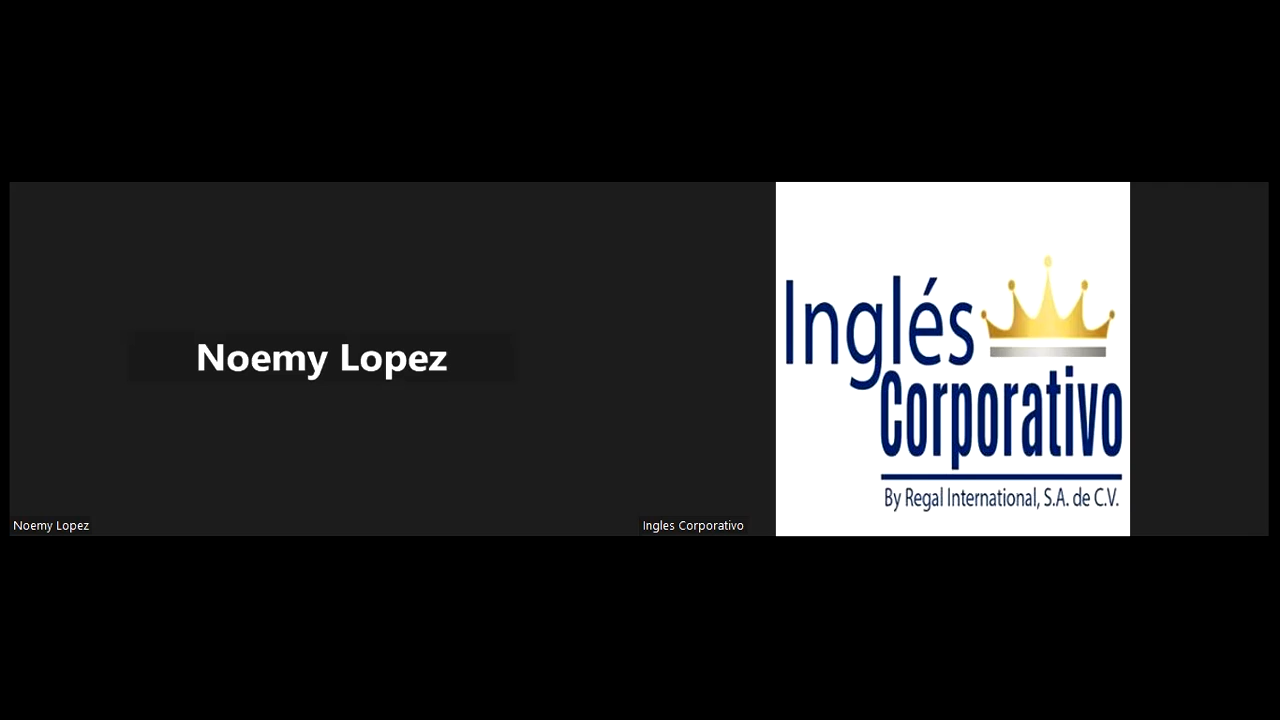 Noemy Lopez
Noemy Lopez
Inglés
Corporativo
By Regal International, S.A. de C.V.
Ingles Corporativo